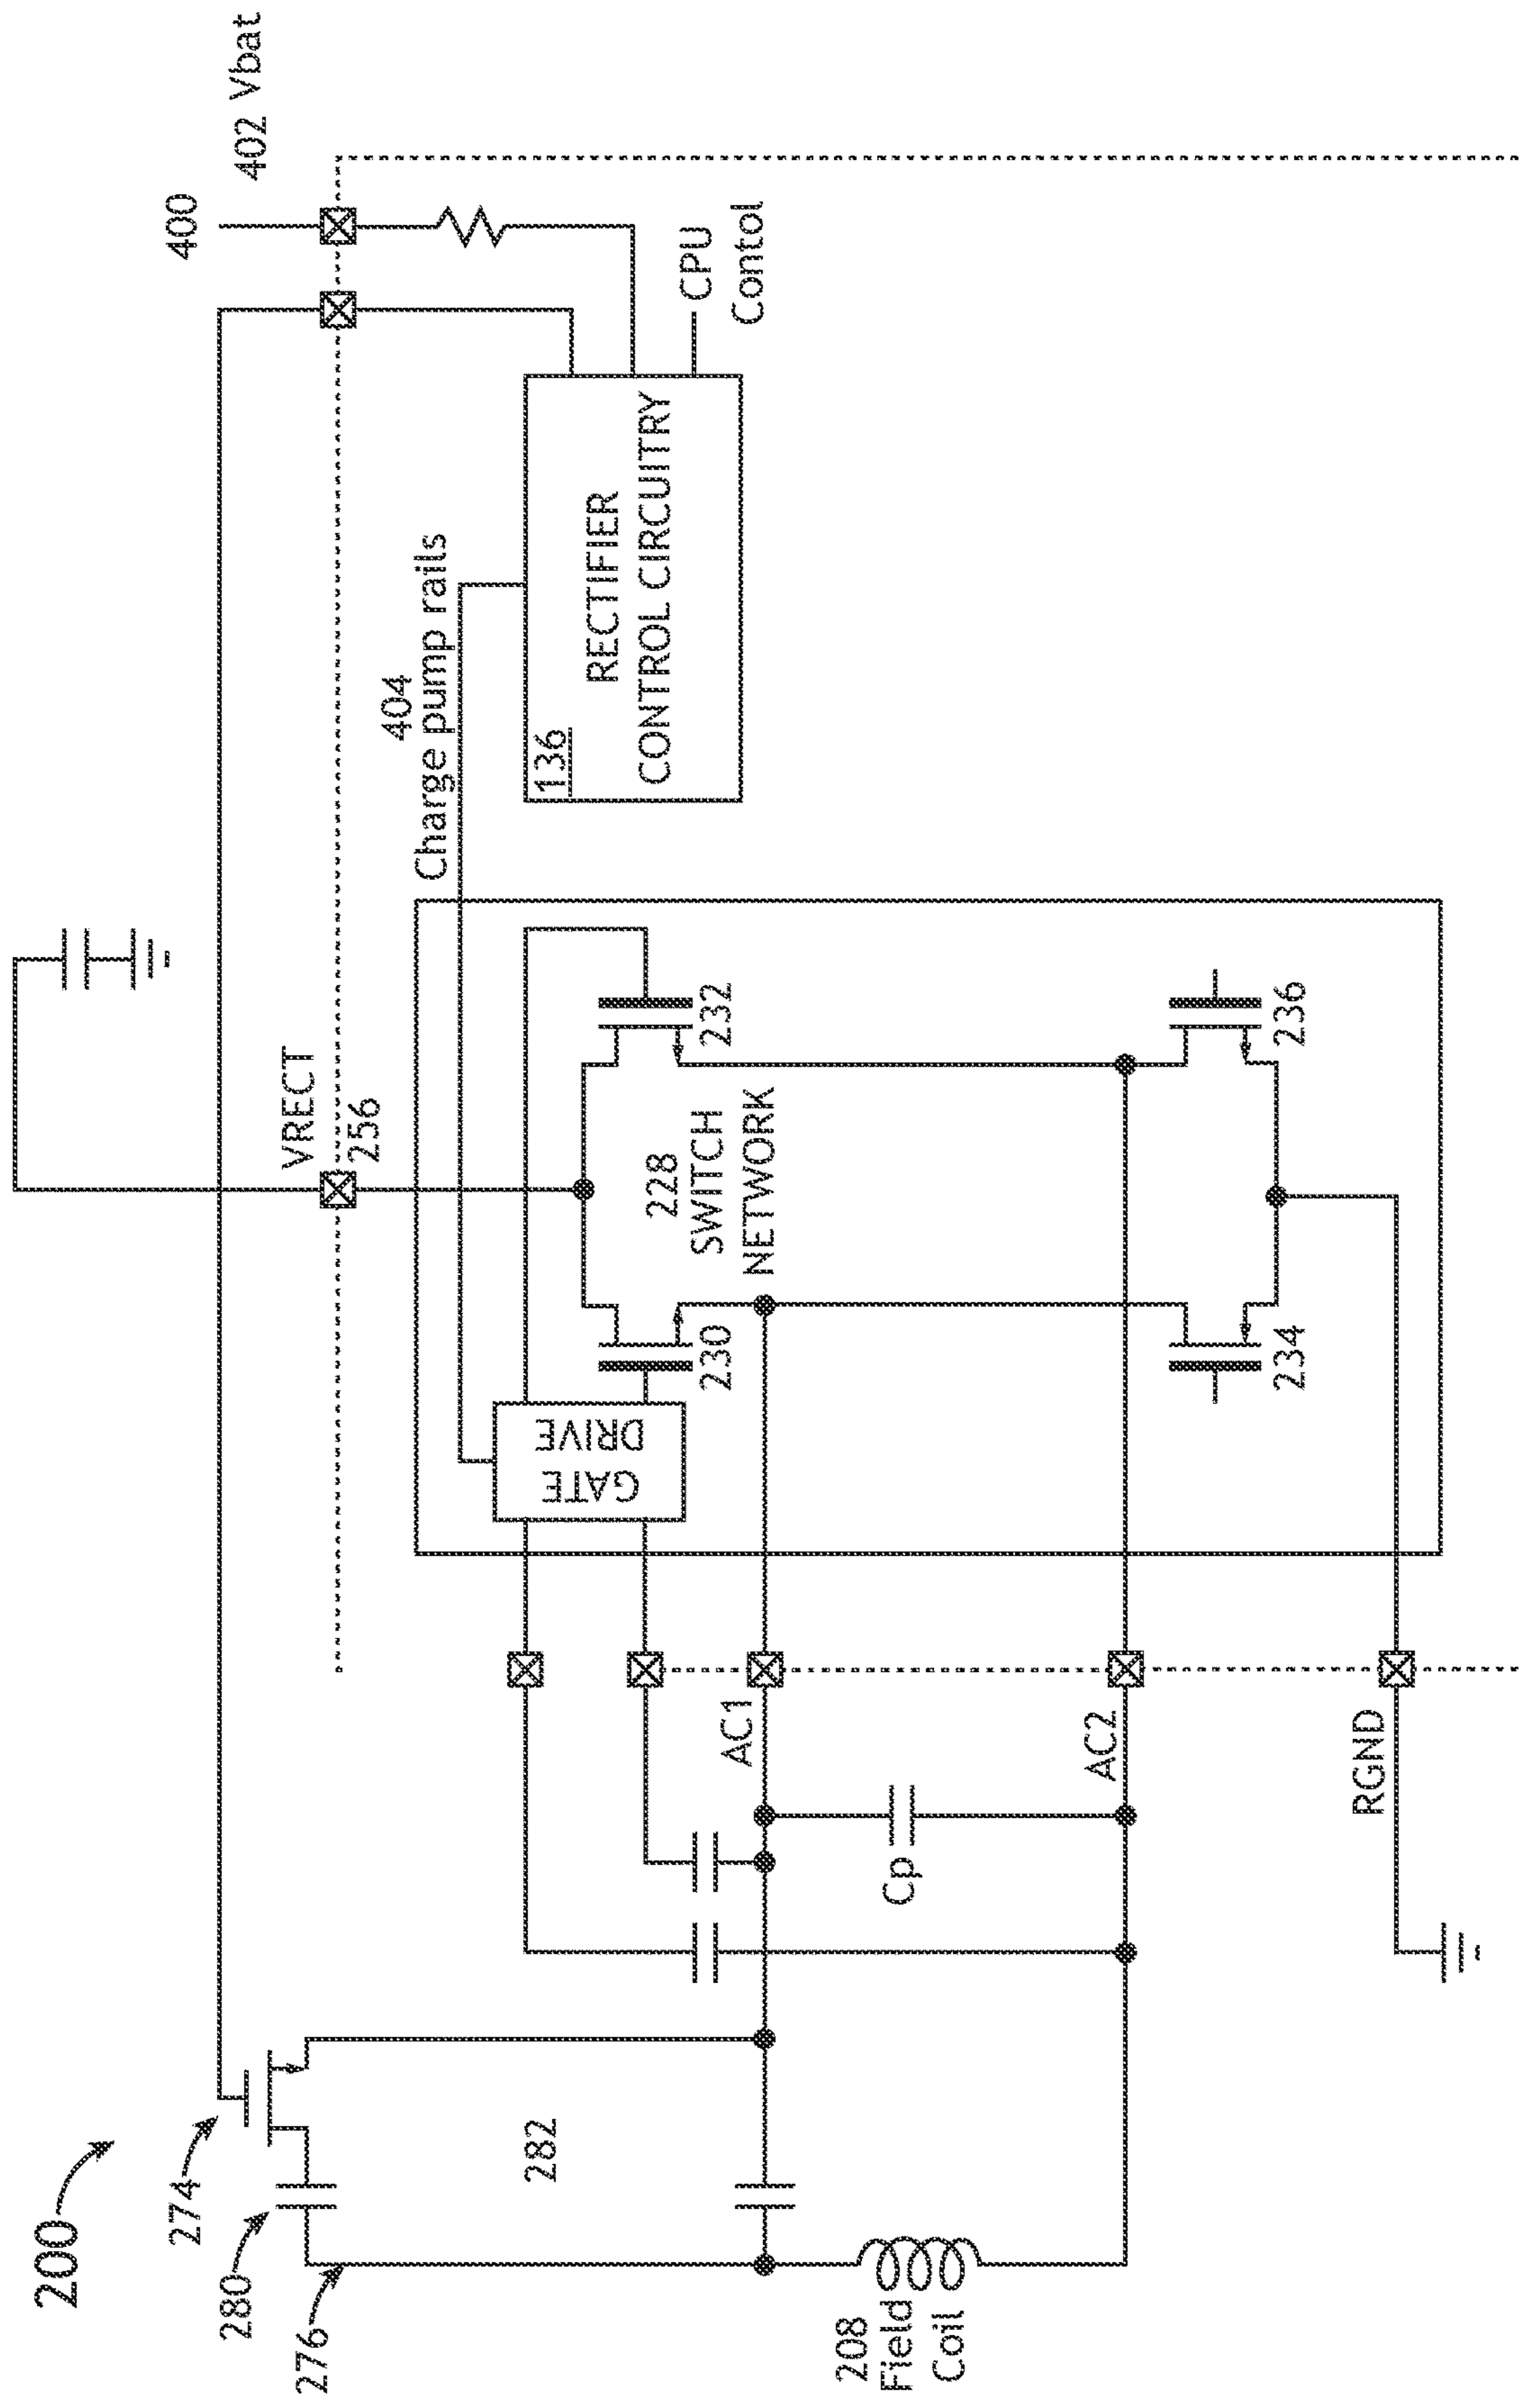 200
274
280
276
282
208
Field
Coil
400
402 Vbat
VRECT
256
404
Charge pump rails
136
RECTIFIER
CONTROL CIRCUITRY
CPU
Contol
GATE
DRIVE
230
228
SWITCH
NETWORK
232
234
236
AC1
Cp
AC2
RGND